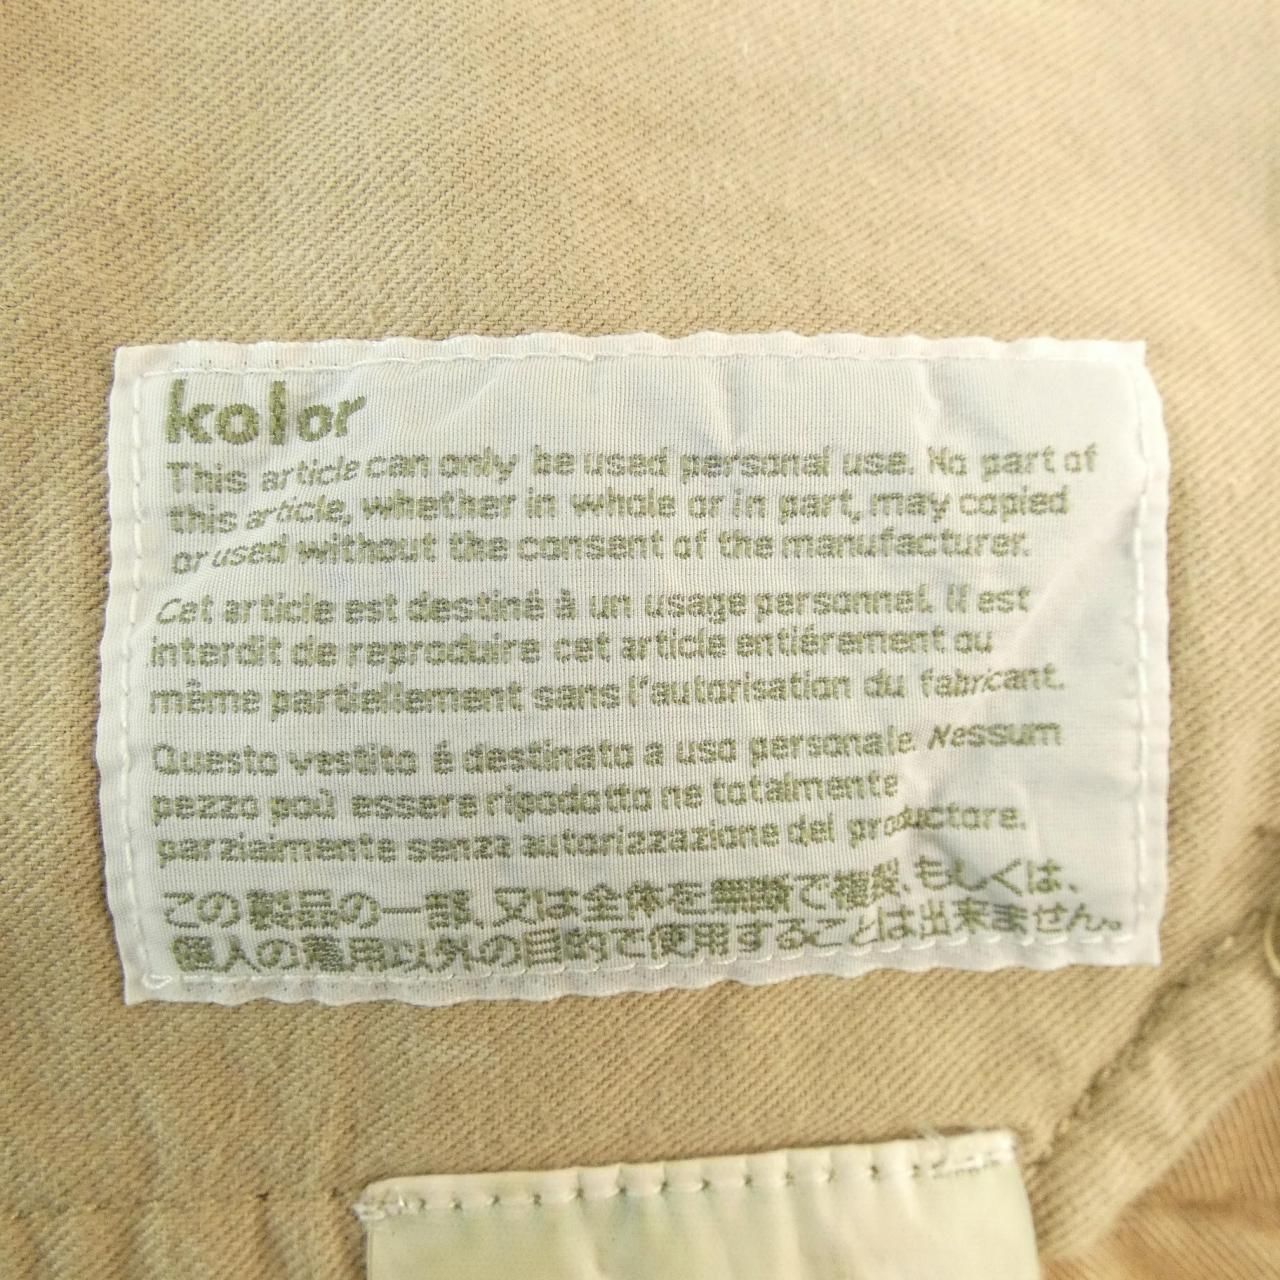 kolor
This article can only be used personal use. No part of
this article, whether in whole or in part, may copied
or used without the consent of the manufacturer.
Cet article est destiné à un usage personnel. Il est
interdit de reproduire cet article entiérement ou
même partiellement sans l'autorisation du fabricant.
Questo vestito é destinato a uso personale. Nessum
pezzo poù essere ripodotto ne totalmente
parzialmente senza autorizzazione del productore.
この製品の一部、又は全体を無断で複製、もしくは、
個人の着用以外の目的で使用することは出来ません。